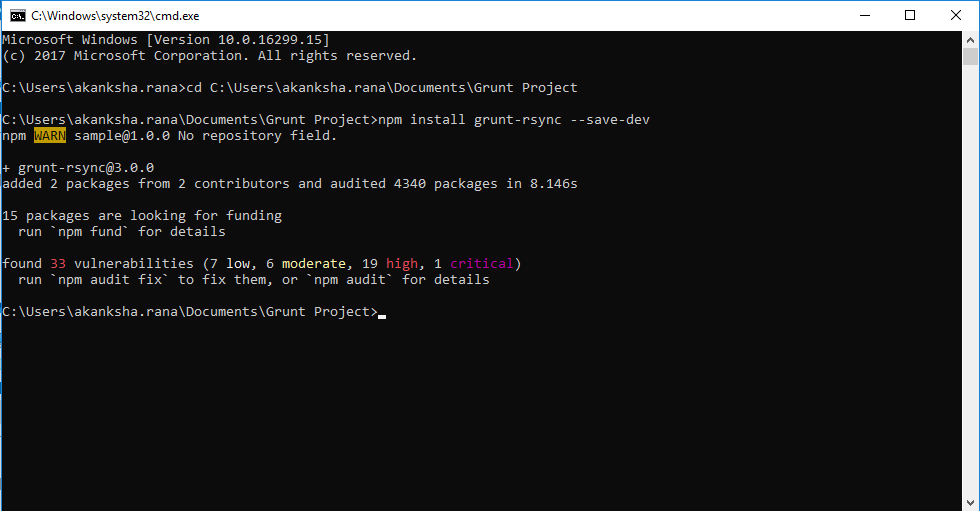 C:\Windows\system32\cmd.exe
Microsoft Windows [Version 10.0.16299.15]
(c) 2017 Microsoft Corporation. All rights reserved.
C:\Users\akanksha.rana>cd C:\Users\akanksha.rana\Documents\Grunt Project
C:\Users\akanksha.rana\Documents\Grunt Project>npm install grunt-rsync --save-dev
npm WARN sample@1.0.0 No repository field.
+ grunt-rsync@3.0.0
added 2 packages from 2 contributors and audited 4340 packages in 8.146s
15 packages are looking for funding
  run `npm fund` for details
found 33 vulnerabilities (7 low, 6 moderate, 19 high, 1 critical)
  run `npm audit fix` to fix them, or `npm audit` for details
C:\Users\akanksha.rana\Documents\Grunt Project>